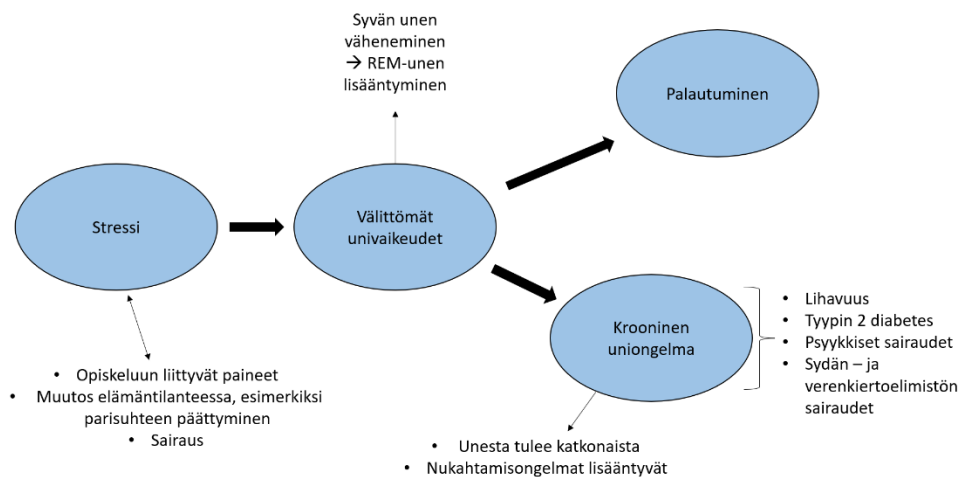 Syvän unen
väheneminen
→ REM-unen
lisääntyminen
Palautuminen
Stressi
Välittömät
univaikeudet
Krooninen
uniongelma
• Lihavuus
• Tyypin 2 diabetes
• Psyykkiset sairaudet
• Sydän – ja
verenkiertoelimistön
sairaudet
• Opiskeluun liittyvät paineet
• Muutos elämäntilanteessa, esimerkiksi
parisuhteen päättyminen
• Sairaus
• Unesta tulee katkonaista
• Nukahtamisongelmat lisääntyvät